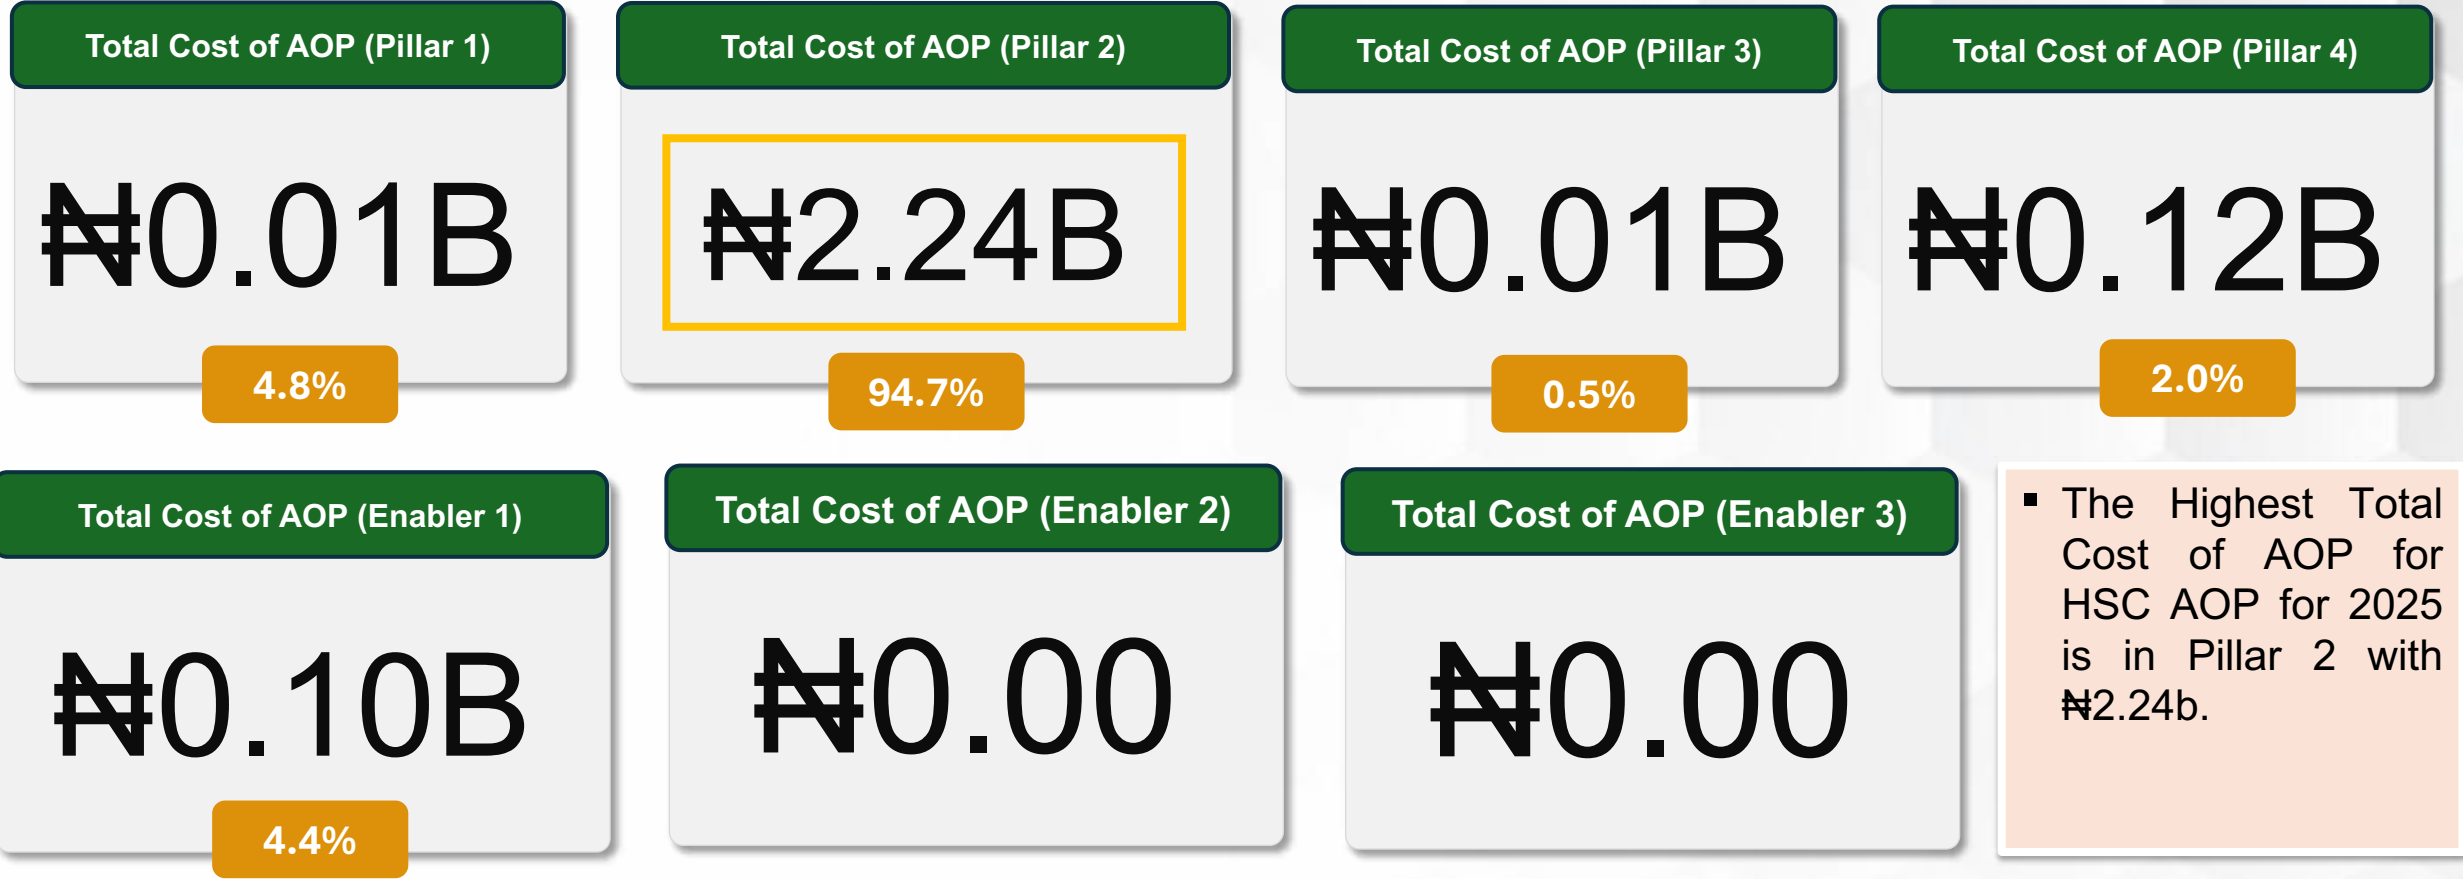 Total Cost of AOP (Pillar 1)
₦0.01B
4.8%
Total Cost of AOP (Pillar 2)
₦2.24B
94.7%
Total Cost of AOP (Pillar 3)
₦0.01B
0.5%
Total Cost of AOP (Pillar 4)
₦0.12B
2.0%
Total Cost of AOP (Enabler 1)
₦0.10B
4.4%
Total Cost of AOP (Enabler 2)
₦0.00
Total Cost of AOP (Enabler 3)
₦0.00
▪ The Highest Total
Cost of AOP for
HSC AOP for 2025
is in Pillar 2 with
₦2.24b.